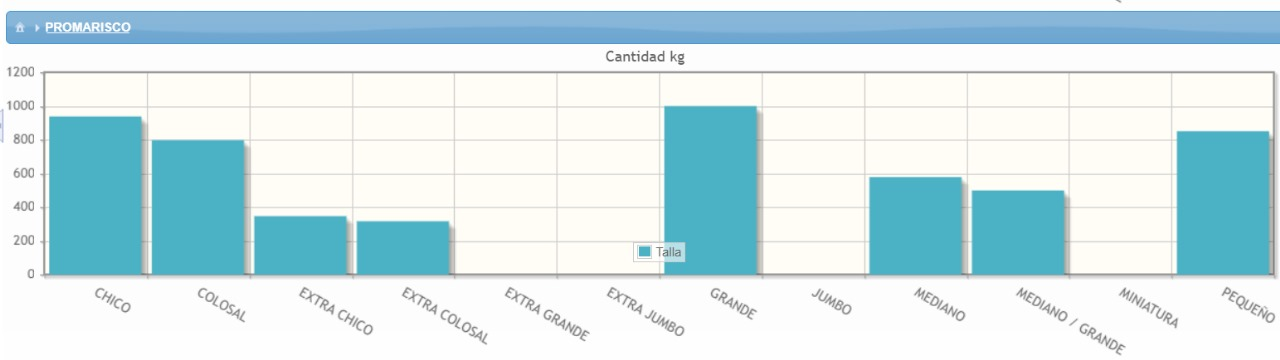 PROMARISCO
Cantidad kg
1200
1000
800
600
400
200
0
Talla
CHICO
COLOSAL
EXTRA CHICO
EXTRA COLOSAL
EXTRA GRANDE
EXTRA JUMBO
GRANDE
JUMBO
MEDIANO
MEDIANO / GRANDE
MINIATURA
PEQUEÑO